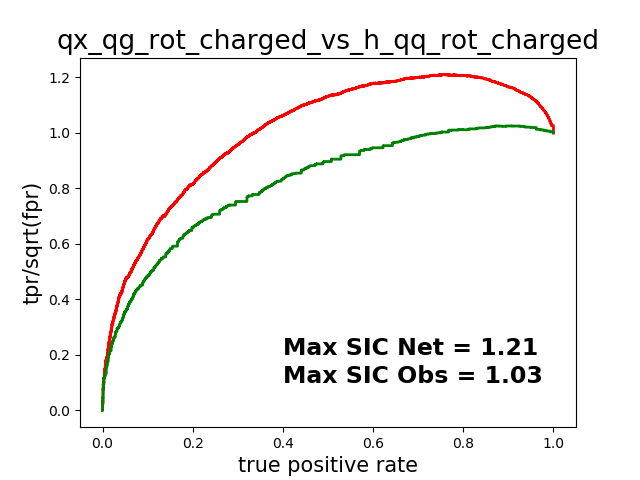 qx_qg_rot_charged_vs_h_qq_rot_charged
1.2
1.0
0.8
0.6
0.4
0.2
0.0
tpr/sqrt(fpr)
Max SIC Net = 1.21
Max SIC Obs = 1.03
0.0 0.2 0.4 0.6 0.8 1.0
true positive rate